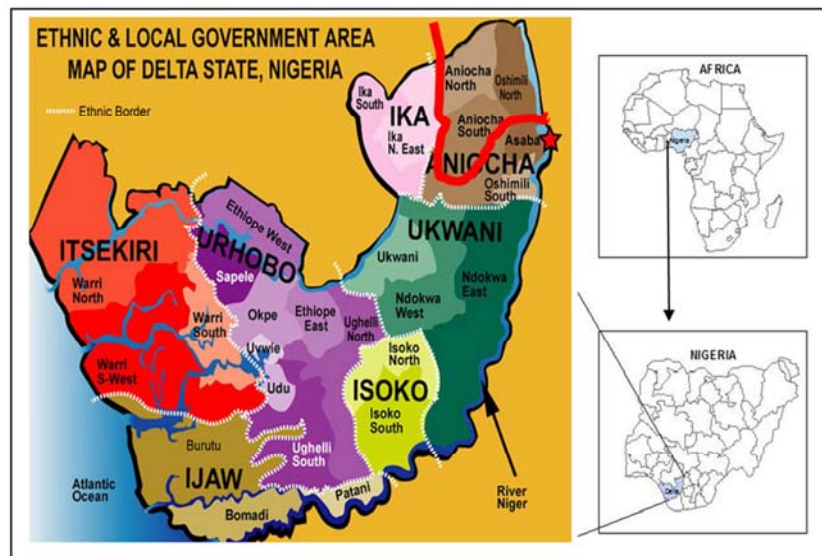 ETHNIC & LOCAL GOVERNMENT AREA
MAP OF DELTA STATE, NIGERIA
Ethnic Border
Ika
South
IKA
Ika
N. East
Aniocha
North
Oshimili
North
Aniocha
South
Asaba
ANIOCHA
Oshimili
South
UKWANI
Ukwani
Ndokwa
West
Ndokwa
East
Ethiope West
URHOBO
Sapele
ITSEKIRI
Warri
North
Warri
South
Warri
S-West
Okpe
Ethiope
East
Ughelli
North
Uvwie
Udu
Isoko
North
ISOKO
Isoko
South
Ughelli
South
Burutu
IJAW
Bomadi
Patani
Atlantic
Ocean
River
Niger
AFRICA
Nigeria
NIGERIA
Delta